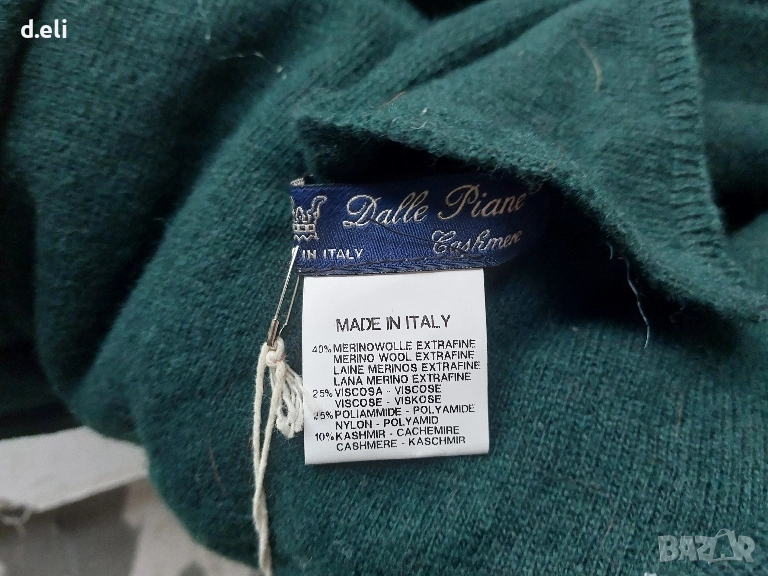 d.eli
Dalle Piane
Cashmere
IN ITALY
MADE IN ITALY
40% MERINOWOLLE EXTRAFINE
MERINO WOOL EXTRAFINE
LAINE MERINOS EXTRAFINE
LANA MERINO EXTRAFINE
25% VISCOSA - VISCOSE
VISCOSE - VISKOSE
25% POLIAMMIDE - POLYAMIDE
NYLON - POLYAMID
10% KASHMIR - CACHEMIRE
CASHMERE - KASCHMIR
BAZAR